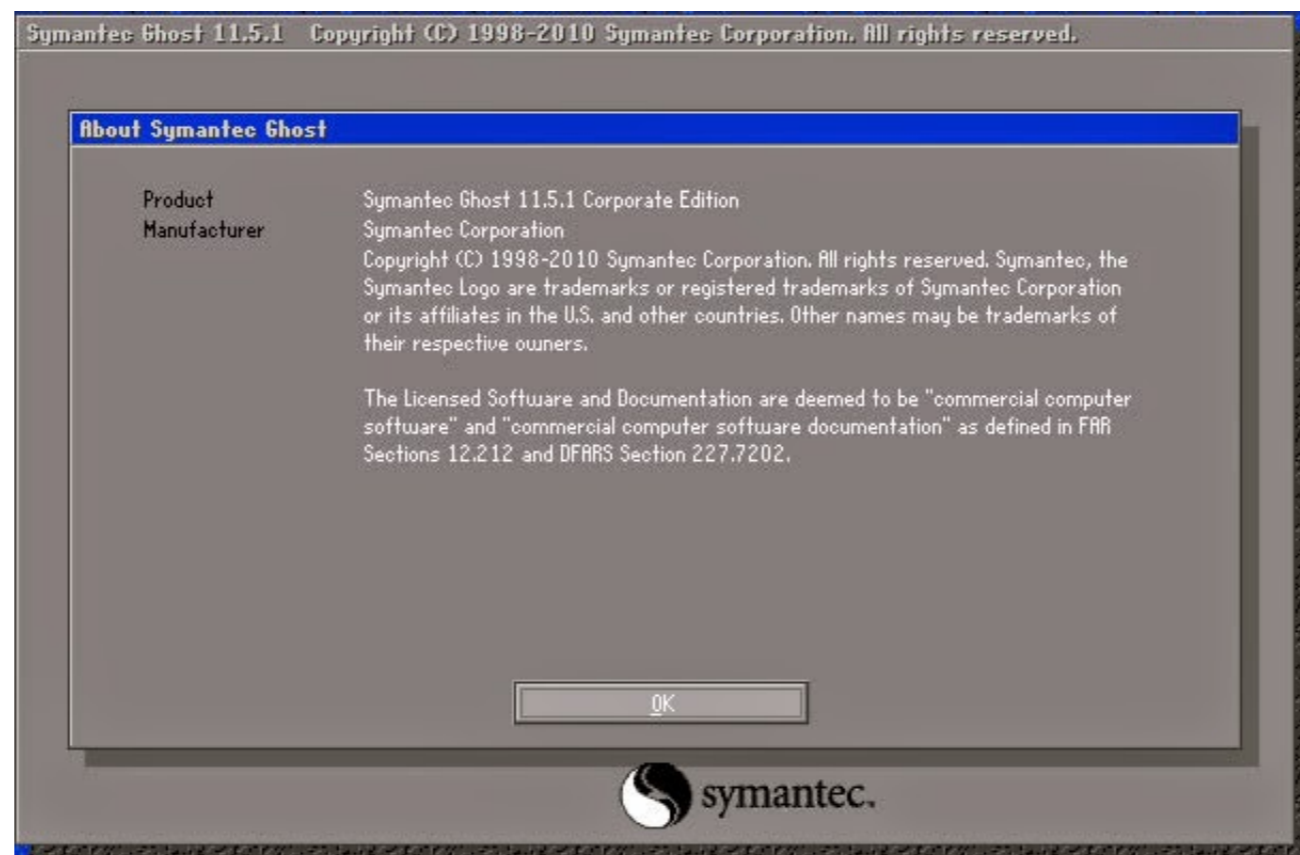 Symantec Ghost 11.5.1 Copyright (C) 1998-2010 Symantec Corporation. All rights reserved.
About Symantec Ghost
Product Symantec Ghost 11.5.1 Corporate Edition
Manufacturer Symantec Corporation
Copyright (C) 1998-2010 Symantec Corporation. All rights reserved. Symantec, the
Symantec Logo are trademarks or registered trademarks of Symantec Corporation
or its affiliates in the U.S. and other countries. Other names may be trademarks of
their respective owners.
The Licensed Software and Documentation are deemed to be "commercial computer
software" and "commercial computer software documentation" as defined in FAR
Sections 12.212 and DFARS Section 227.7202.
OK
symantec.